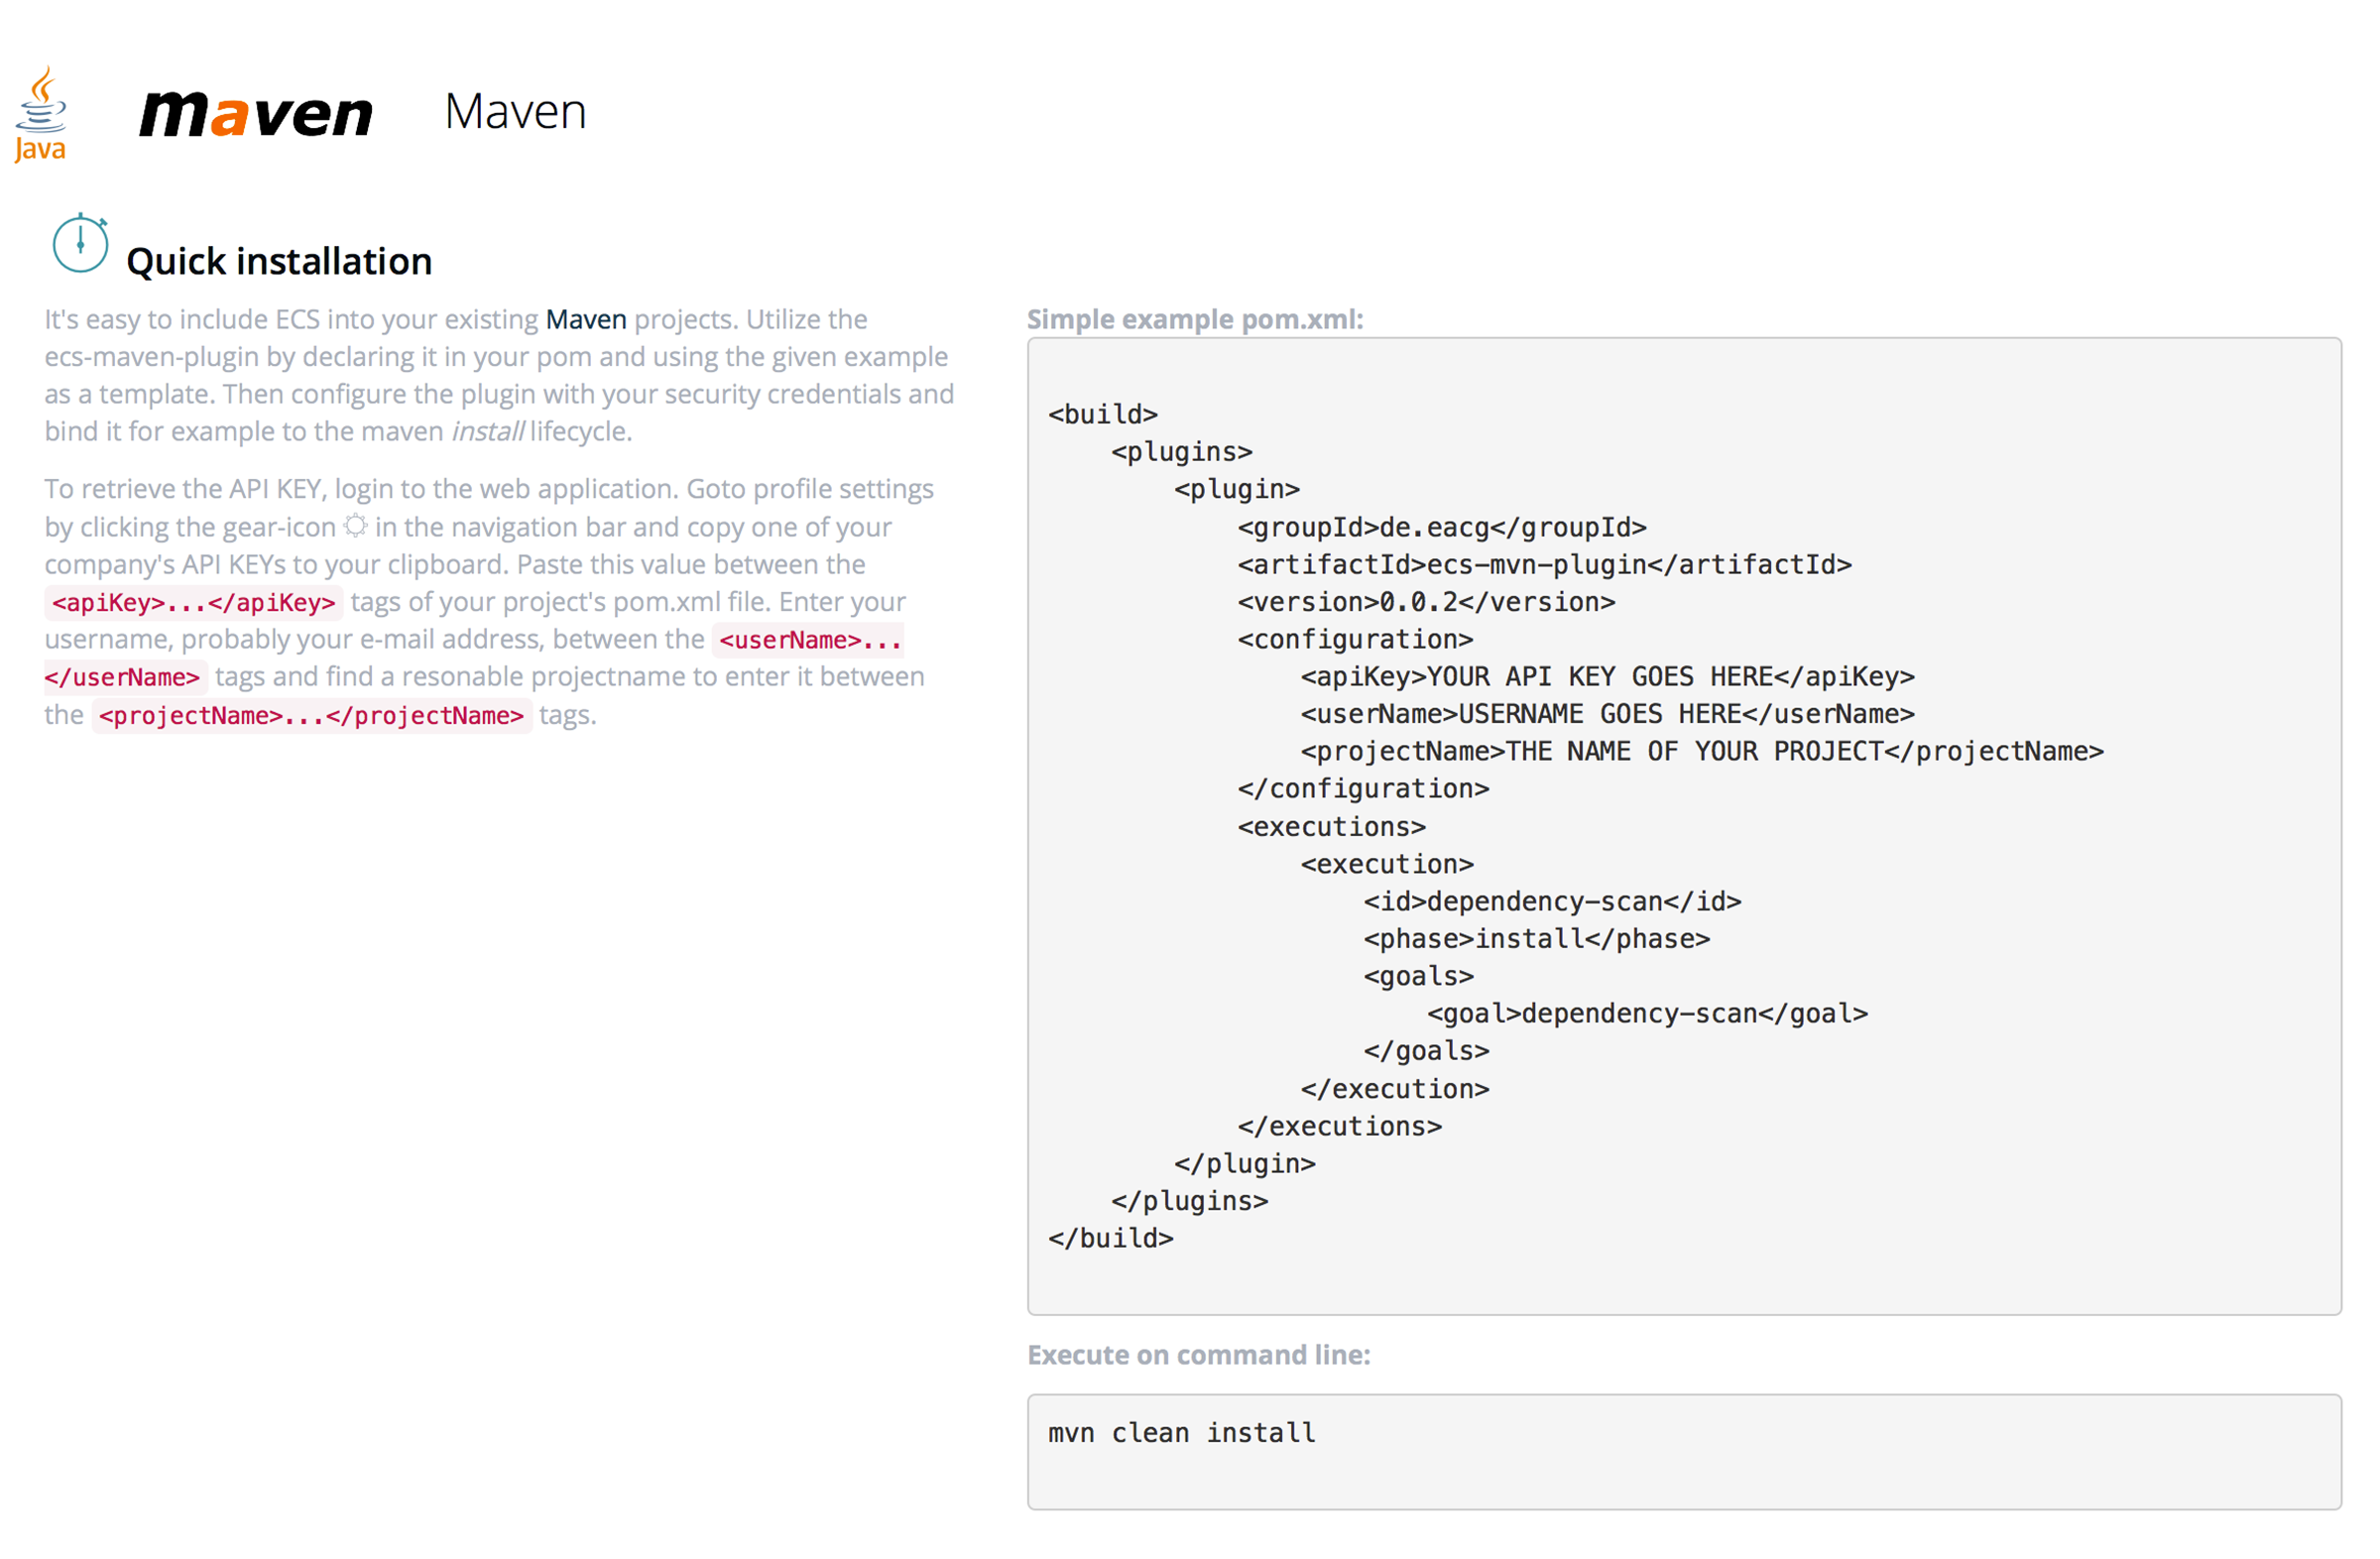 Java
maven
Maven
Quick installation
It's easy to include ECS into your existing Maven projects. Utilize the
ecs-maven-plugin by declaring it in your pom and using the given example
as a template. Then configure the plugin with your security credentials and
bind it for example to the maven install lifecycle.
To retrieve the API KEY, login to the web application. Goto profile settings
by clicking the gear-icon in the navigation bar and copy one of your
company's API KEYs to your clipboard. Paste this value between the
<apiKey>...</apiKey> tags of your project's pom.xml file. Enter your
username, probably your e-mail address, between the <userName>...
</userName> tags and find a resonable projectname to enter it between
the <projectName>...</projectName> tags.
Simple example pom.xml:
<build>
<plugins>
<plugin>
<groupId>de.eacg</groupId>
<artifactId>ecs-mvn-plugin</artifactId>
<version>0.0.2</version>
<configuration>
<apiKey>YOUR API KEY GOES HERE</apiKey>
<userName>USERNAME GOES HERE</userName>
<projectName>THE NAME OF YOUR PROJECT</projectName>
</configuration>
<executions>
<execution>
<id>dependency-scan</id>
<phase>install</phase>
<goals>
<goal>dependency-scan</goal>
</goals>
</execution>
</executions>
</plugin>
</plugins>
</build>
Execute on command line:
mvn clean install